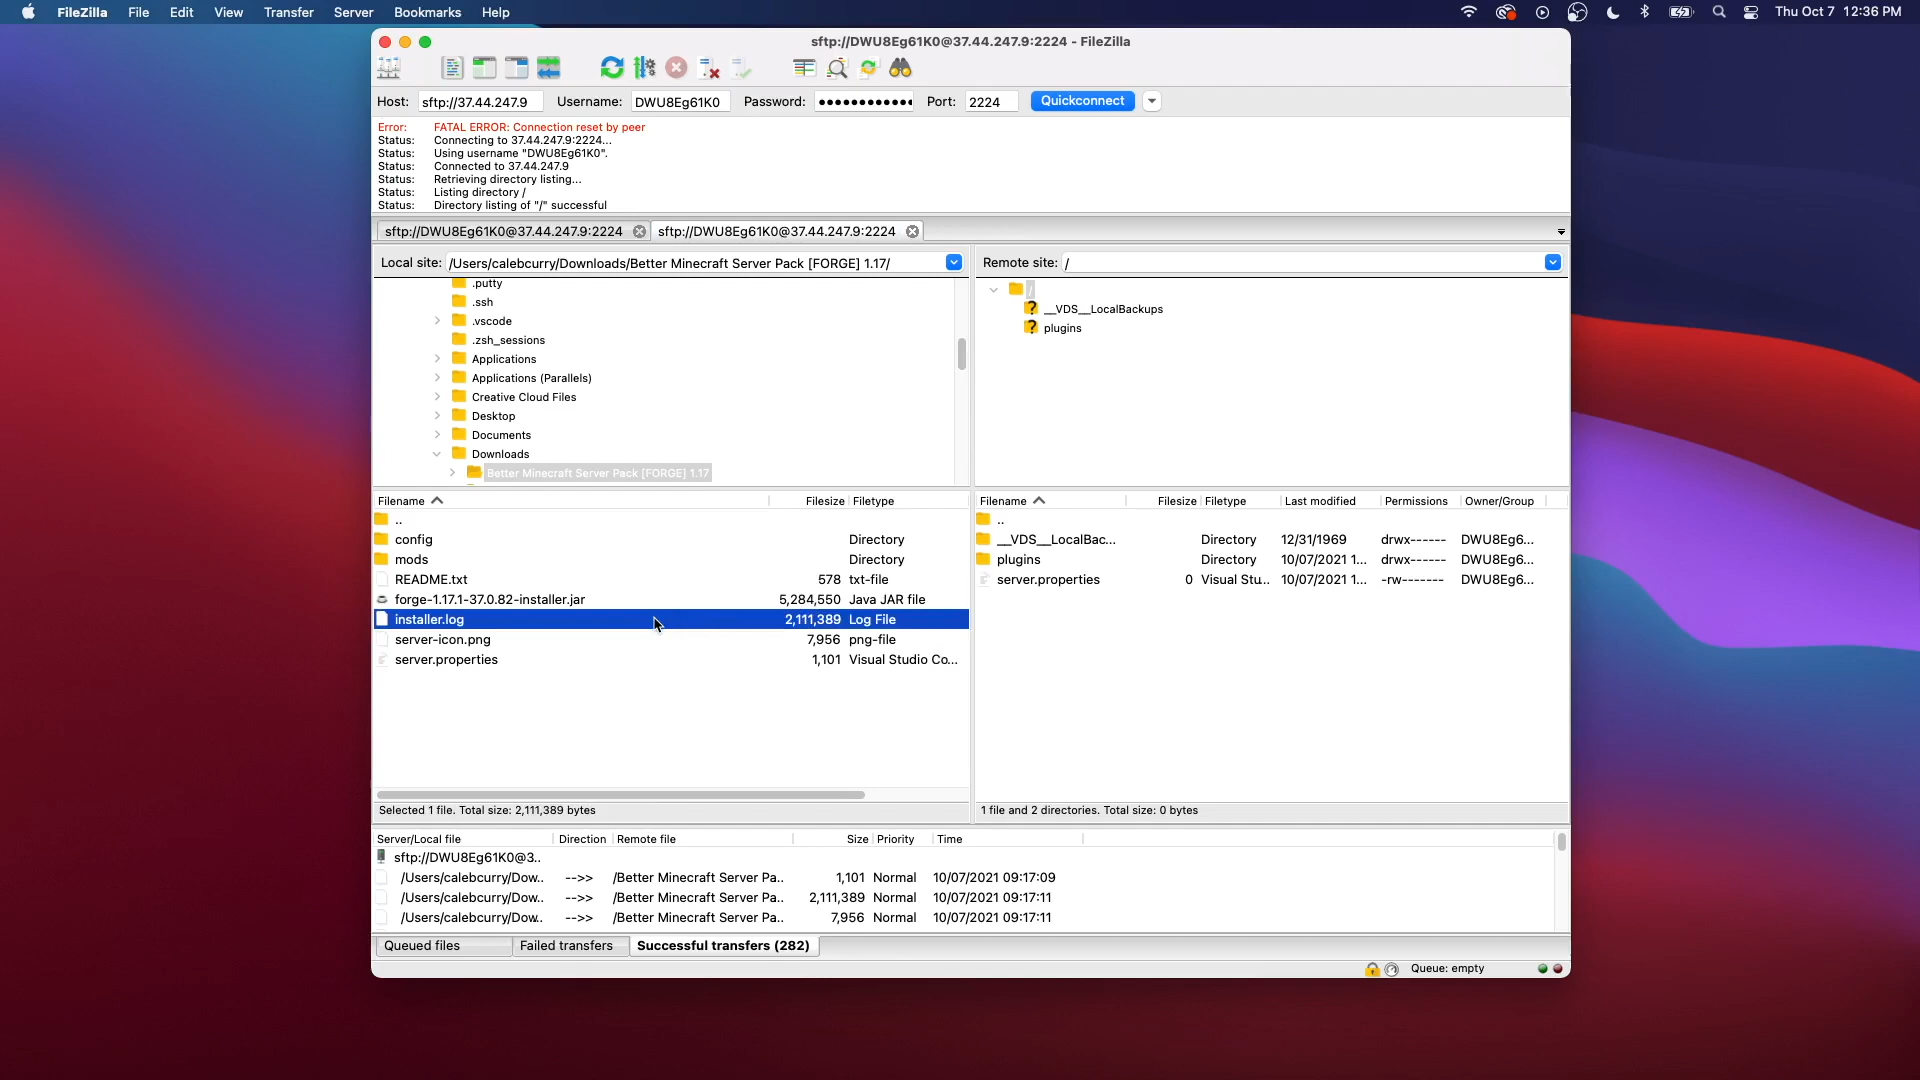 FileZilla File Edit View Transfer Server Bookmarks Help Thu Oct 7 12:36 PM
sftp://DWU8Eg61K0@37.44.247.9:2224 - FileZilla
Host: sftp://37.44.247.9 Username: DWU8Eg61K0 Password: ●●●●●●●●●●●● Port: 2224 Quickconnect
Error: FATAL ERROR: Connection reset by peer
Status: Connecting to 37.44.247.9:2224...
Status: Using username "DWU8Eg61K0".
Status: Connected to 37.44.247.9
Status: Retrieving directory listing...
Status: Listing directory /
Status: Directory listing of "/" successful
sftp://DWU8Eg61K0@37.44.247.9:2224 sftp://DWU8Eg61K0@37.44.247.9:2224
Local site: /Users/calebcurry/Downloads/Better Minecraft Server Pack [FORGE] 1.17/
.putty
.ssh
.vscode
.zsh_sessions
Applications
Applications (Parallels)
Creative Cloud Files
Desktop
Documents
Downloads
Better Minecraft Server Pack [FORGE] 1.17
Remote site: /
/
__VDS__LocalBackups
plugins
Filename Filesize Filetype
..
config Directory
mods Directory
README.txt 578 txt-file
forge-1.17.1-37.0.82-installer.jar 5,284,550 Java JAR file
installer.log 2,111,389 Log File
server-icon.png 7,956 png-file
server.properties 1,101 Visual Studio Co...
Selected 1 file. Total size: 2,111,389 bytes
Filename Filesize Filetype Last modified Permissions Owner/Group
..
__VDS__LocalBac... Directory 12/31/1969 drwx------ DWU8Eg6...
plugins Directory 10/07/2021 1... drwx------ DWU8Eg6...
server.properties 0 Visual Stu... 10/07/2021 1... -rw------- DWU8Eg6...
1 file and 2 directories. Total size: 0 bytes
Server/Local file Direction Remote file Size Priority Time
sftp://DWU8Eg61K0@3..
/Users/calebcurry/Dow.. -->> /Better Minecraft Server Pa.. 1,101 Normal 10/07/2021 09:17:09
/Users/calebcurry/Dow.. -->> /Better Minecraft Server Pa.. 2,111,389 Normal 10/07/2021 09:17:11
/Users/calebcurry/Dow.. -->> /Better Minecraft Server Pa.. 7,956 Normal 10/07/2021 09:17:11
Queued files Failed transfers Successful transfers (282)
Queue: empty